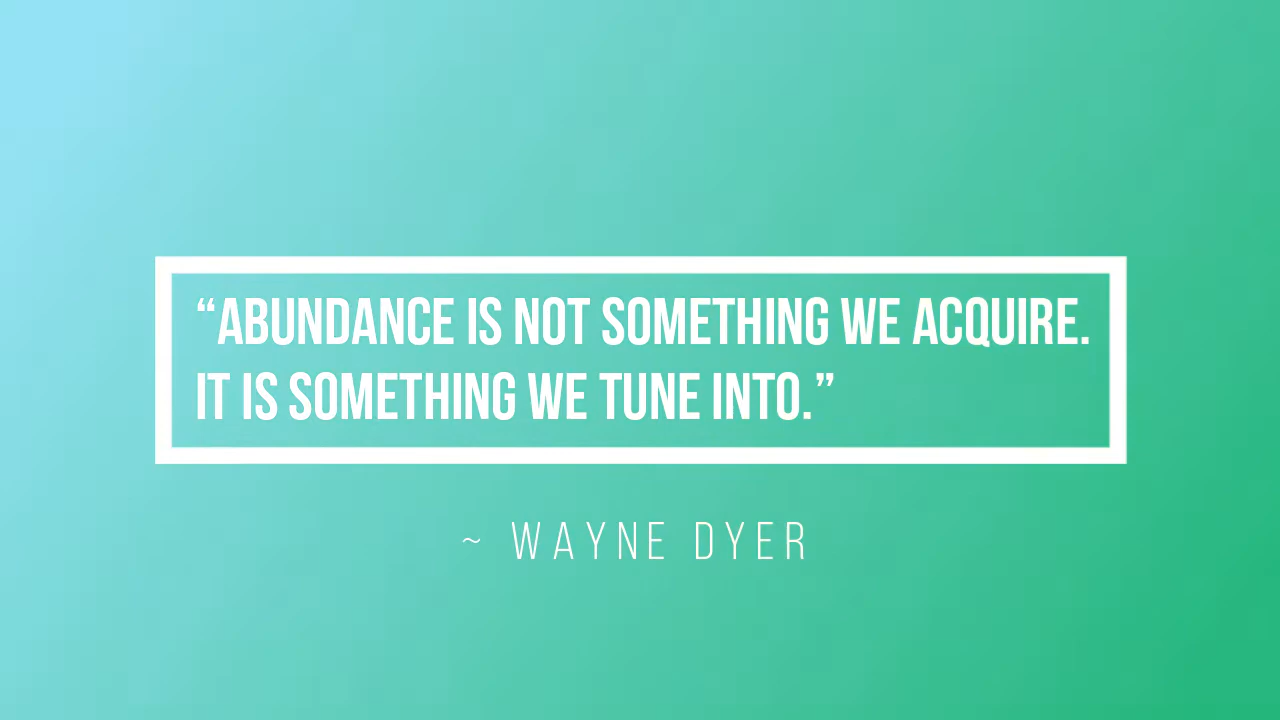 “ABUNDANCE IS NOT SOMETHING WE ACQUIRE.
IT IS SOMETHING WE TUNE INTO.”
~ WAYNE DYER